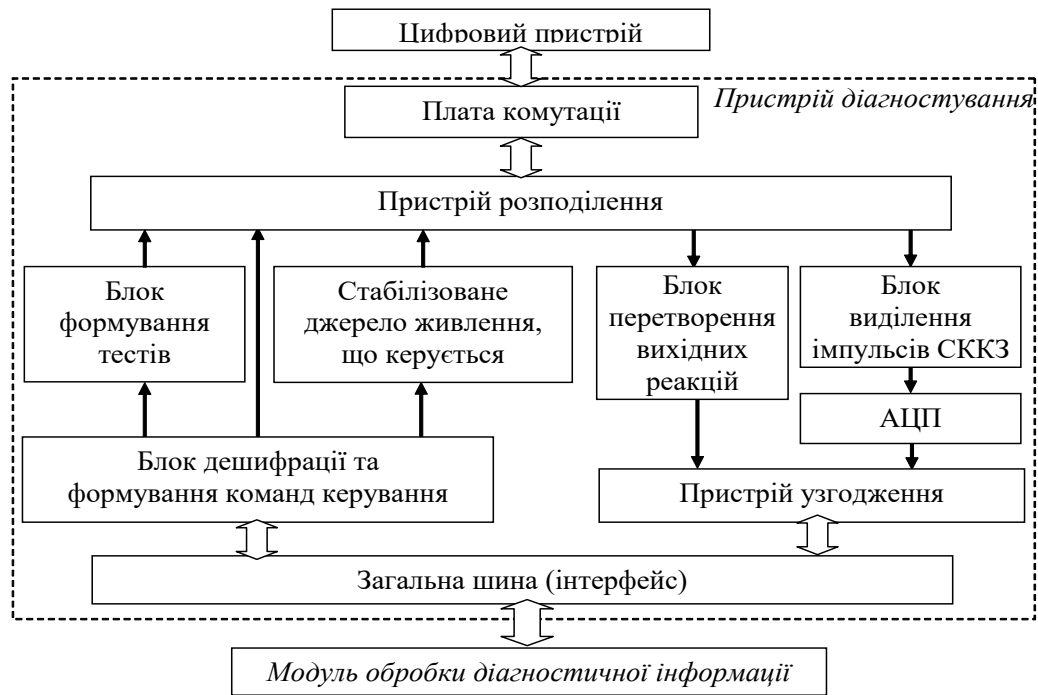 Цифровий пристрій
Пристрій діагностування
Плата комутації
Пристрій розподілення
Блок
формування
тестів
Стабілізоване
джерело живлення,
що керується
Блок
перетворення
вихідних
реакцій
Блок
виділення
імпульсів СККЗ
АЦП
Блок дешифрації та
формування команд керування
Пристрій узгодження
Загальна шина (інтерфейс)
Модуль обробки діагностичної інформації